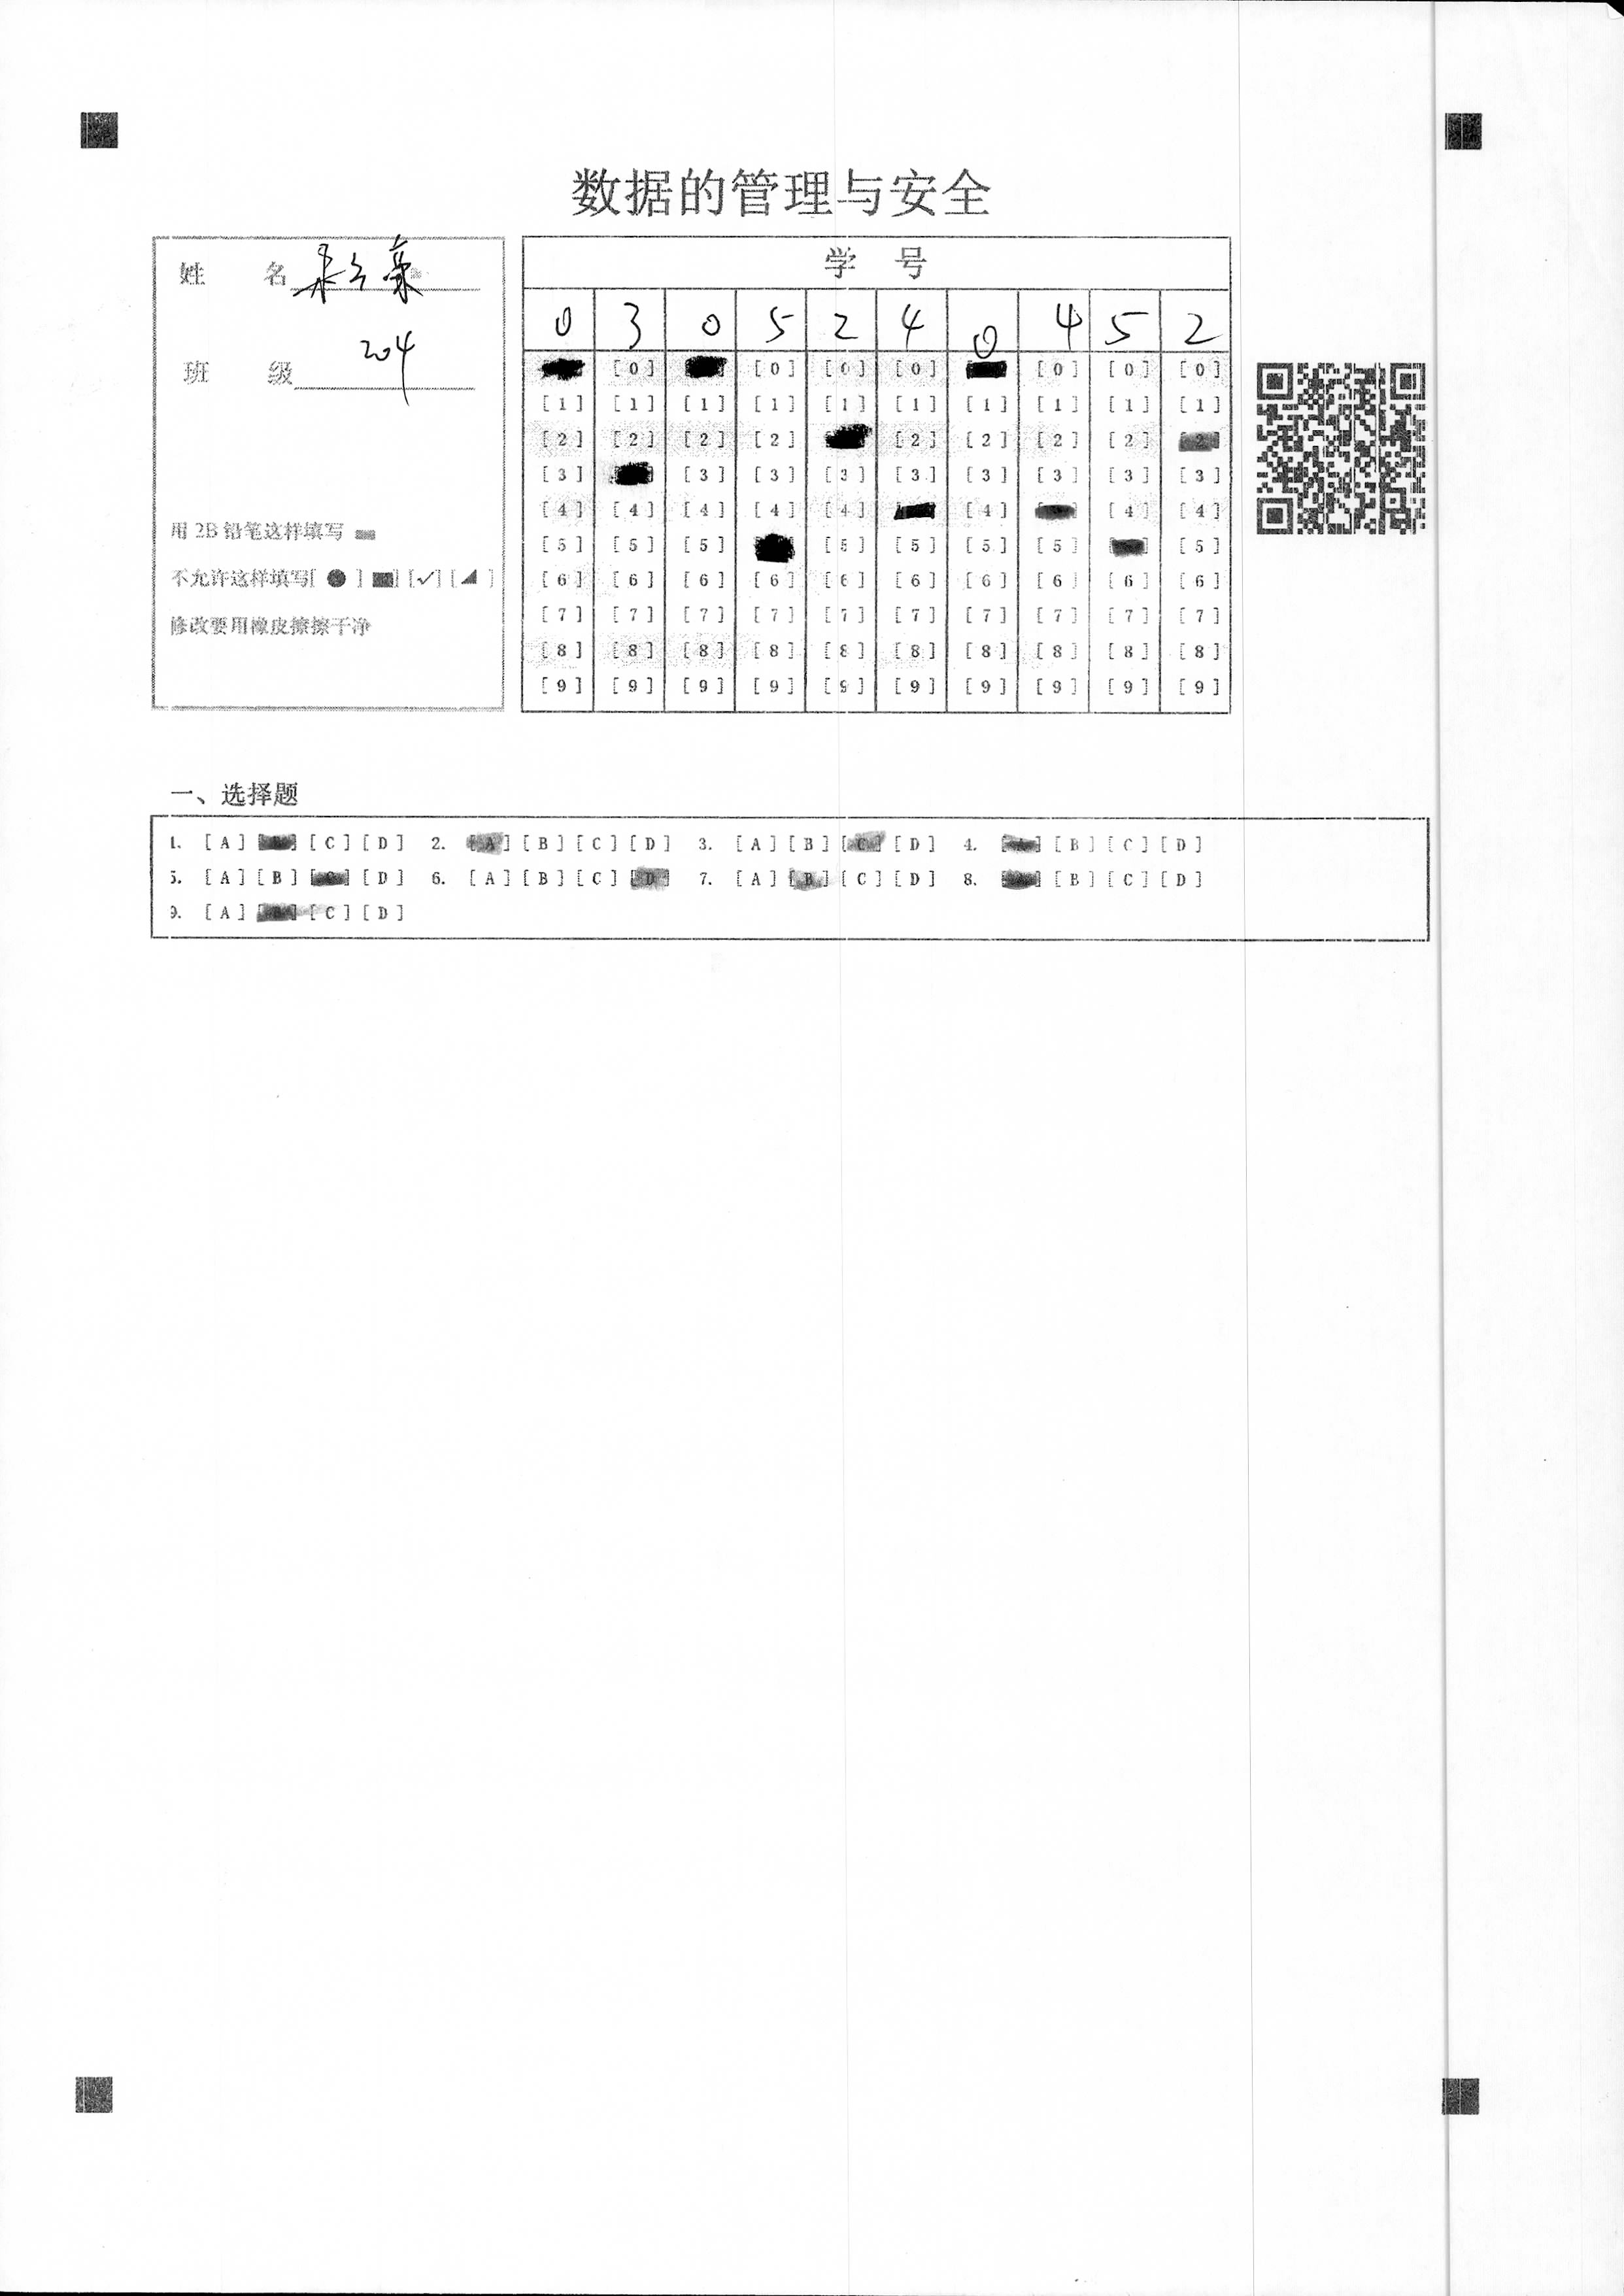 数据的管理与安全
姓 名
班 级 204
用 2B 铅笔这样填写
不允许这样填写[ ● ] [■] [✓] [◢ ]
修改要用橡皮擦擦干净
学 号
0 3 0 5 2 4 0 4 5 2
[0] [0] [0] [0] [0] [0] [0]
[1] [1] [1] [1] [1] [1] [1] [1] [1] [1]
[2] [2] [2] [2] [2] [2] [2] [2] [2]
[3] [3] [3] [3] [3] [3] [3] [3] [3]
[4] [4] [4] [4] [4] [4] [4] [4]
[5] [5] [5] [5] [5] [5] [5] [5]
[6] [6] [6] [6] [6] [6] [6] [6] [6] [6]
[7] [7] [7] [7] [7] [7] [7] [7] [7] [7]
[8] [8] [8] [8] [8] [8] [8] [8] [8] [8]
[9] [9] [9] [9] [9] [9] [9] [9] [9] [9]
一、选择题
1. [A] [B] [C] [D] 2. [A] [B] [C] [D] 3. [A] [B] [C] [D] 4. [A] [B] [C] [D]
5. [A] [B] [C] [D] 6. [A] [B] [C] [D] 7. [A] [B] [C] [D] 8. [A] [B] [C] [D]
9. [A] [B] [C] [D]